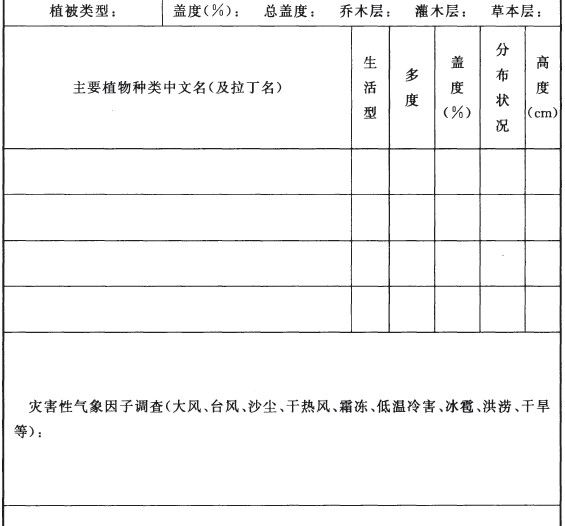 植被类型： 盖度(%)： 总盖度： 乔木层： 灌木层： 草本层：
主要植物种类中文名(及拉丁名) 生活型 多度 盖度(%) 分布状况 高度(cm)
灾害性气象因子调查(大风、台风、沙尘、干热风、霜冻、低温冷害、冰雹、洪涝、干旱
等)：